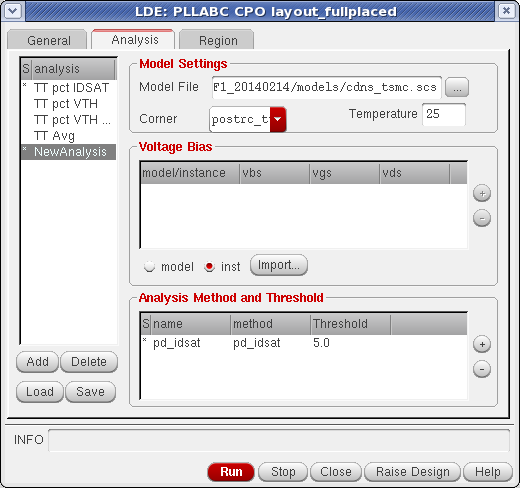 LDE: PLLABC CPO layout_fullplaced
General
Analysis
Region
S analysis
* TT pct IDSAT
TT pct VTH
TT pct VTH ...
TT Avg
* NewAnalysis
Add
Delete
Load
Save
Model Settings
Model File F1_20140214/models/cdns_tsmc.scs ...
Corner postrc_t
Temperature 25
Voltage Bias
model/instance vbs vgs vds
+
-
model inst Import...
Analysis Method and Threshold
S name method Threshold
* pd_idsat pd_idsat 5.0
+
-
INFO
Run Stop Close Raise Design Help